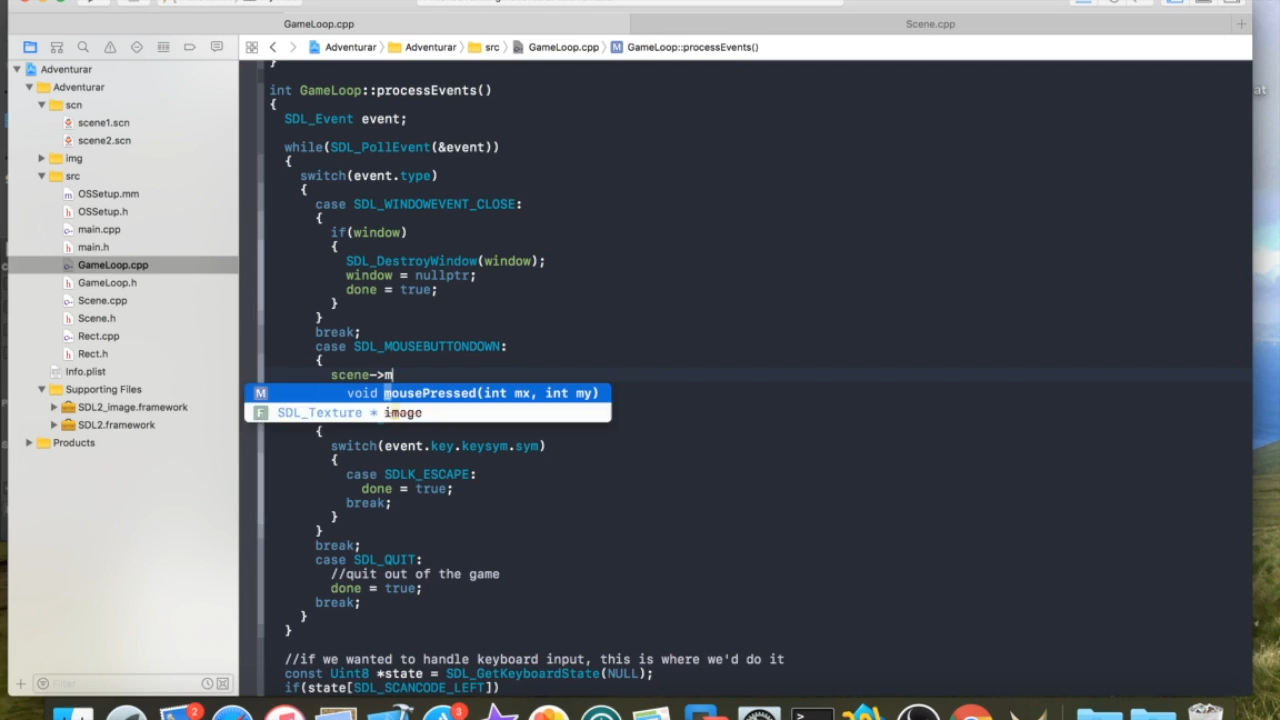 GameLoop.cpp
Scene.cpp
Adventurar
Adventurar
src
GameLoop.cpp
M
GameLoop::processEvents()
Adventurar
Adventurar
scn
scene1.scn
scene2.scn
img
src
OSSetup.mm
OSSetup.h
main.cpp
main.h
GameLoop.cpp
GameLoop.h
Scene.cpp
Scene.h
Rect.cpp
Rect.h
Info.plist
Supporting Files
SDL2_image.framework
SDL2.framework
Products
Filter
}
int GameLoop::processEvents()
{
SDL_Event event;
while(SDL_PollEvent(&event))
{
switch(event.type)
{
case SDL_WINDOWEVENT_CLOSE:
{
if(window)
{
SDL_DestroyWindow(window);
window = nullptr;
done = true;
}
}
break;
case SDL_MOUSEBUTTONDOWN:
{
scene->m
M void mousePressed(int mx, int my)
F SDL_Texture * image
{
switch(event.key.keysym.sym)
{
case SDLK_ESCAPE:
done = true;
break;
}
}
break;
case SDL_QUIT:
//quit out of the game
done = true;
break;
}
}
//if we wanted to handle keyboard input, this is where we'd do it
const Uint8 *state = SDL_GetKeyboardState(NULL);
if(state[SDL_SCANCODE_LEFT])
at
2
3